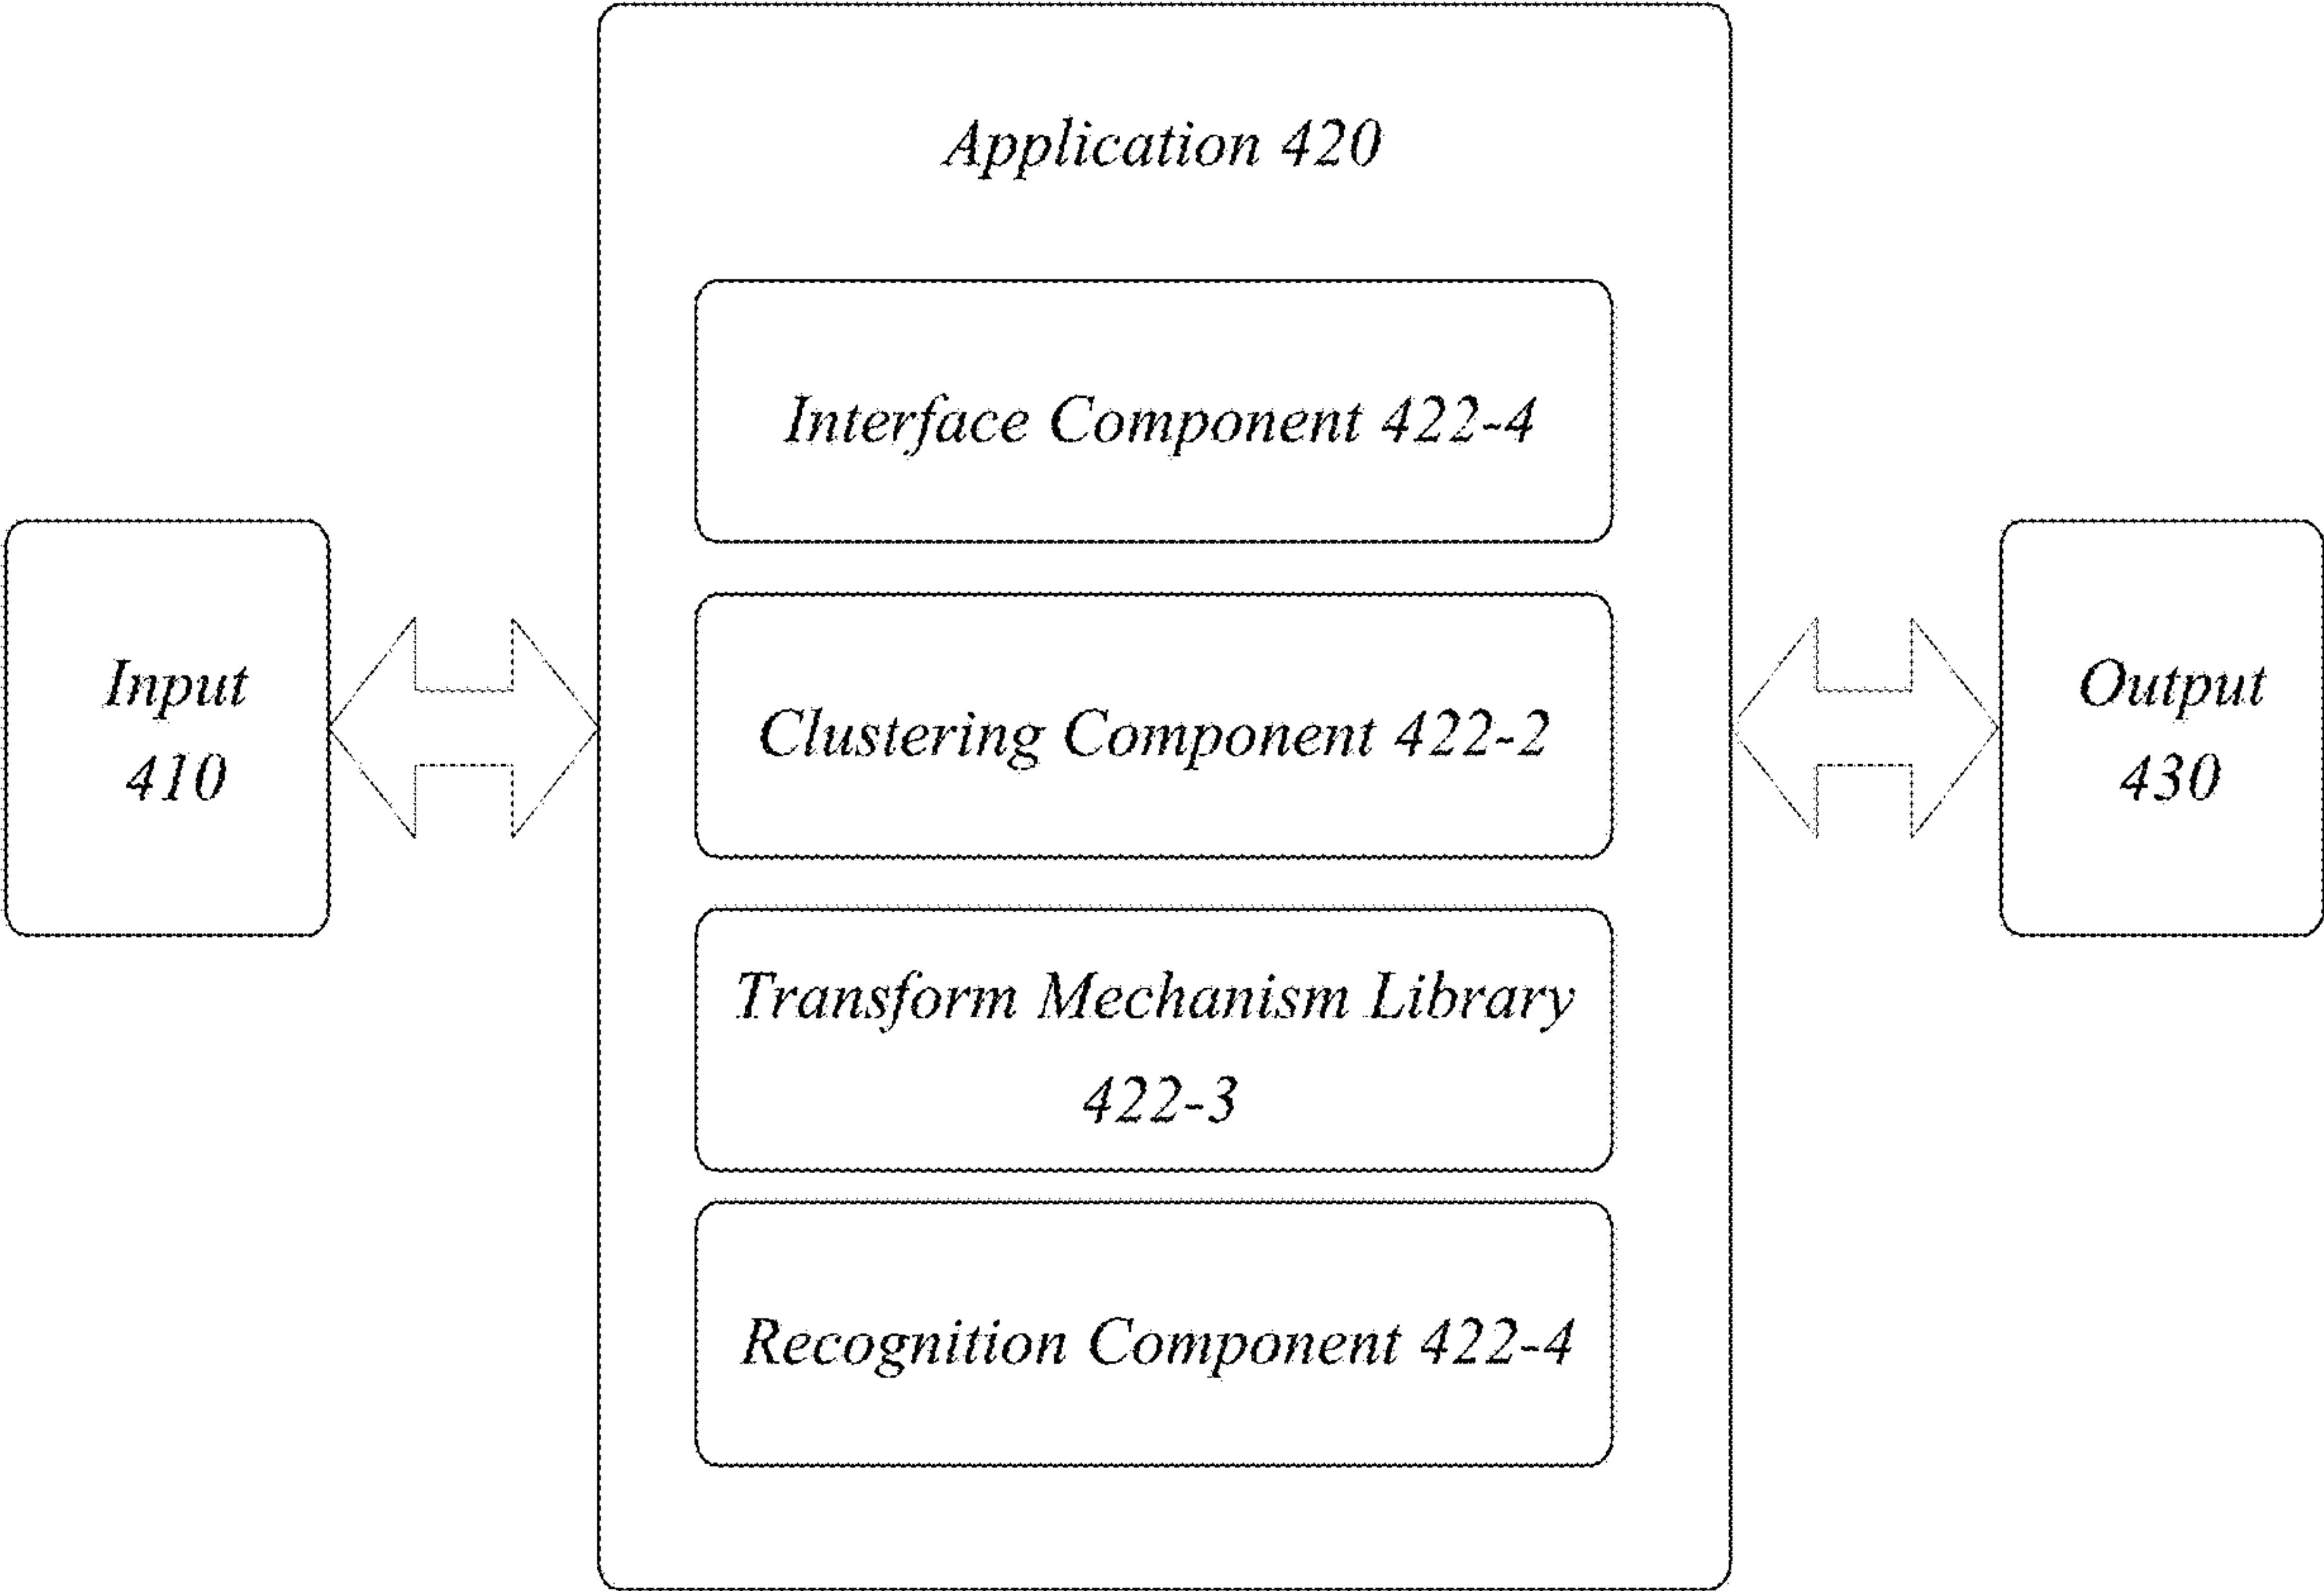 Application 420
Interface Component 422-4
Input
410
Clustering Component 422-2
Output
430
Transform Mechanism Library
422-3
Recognition Component 422-4